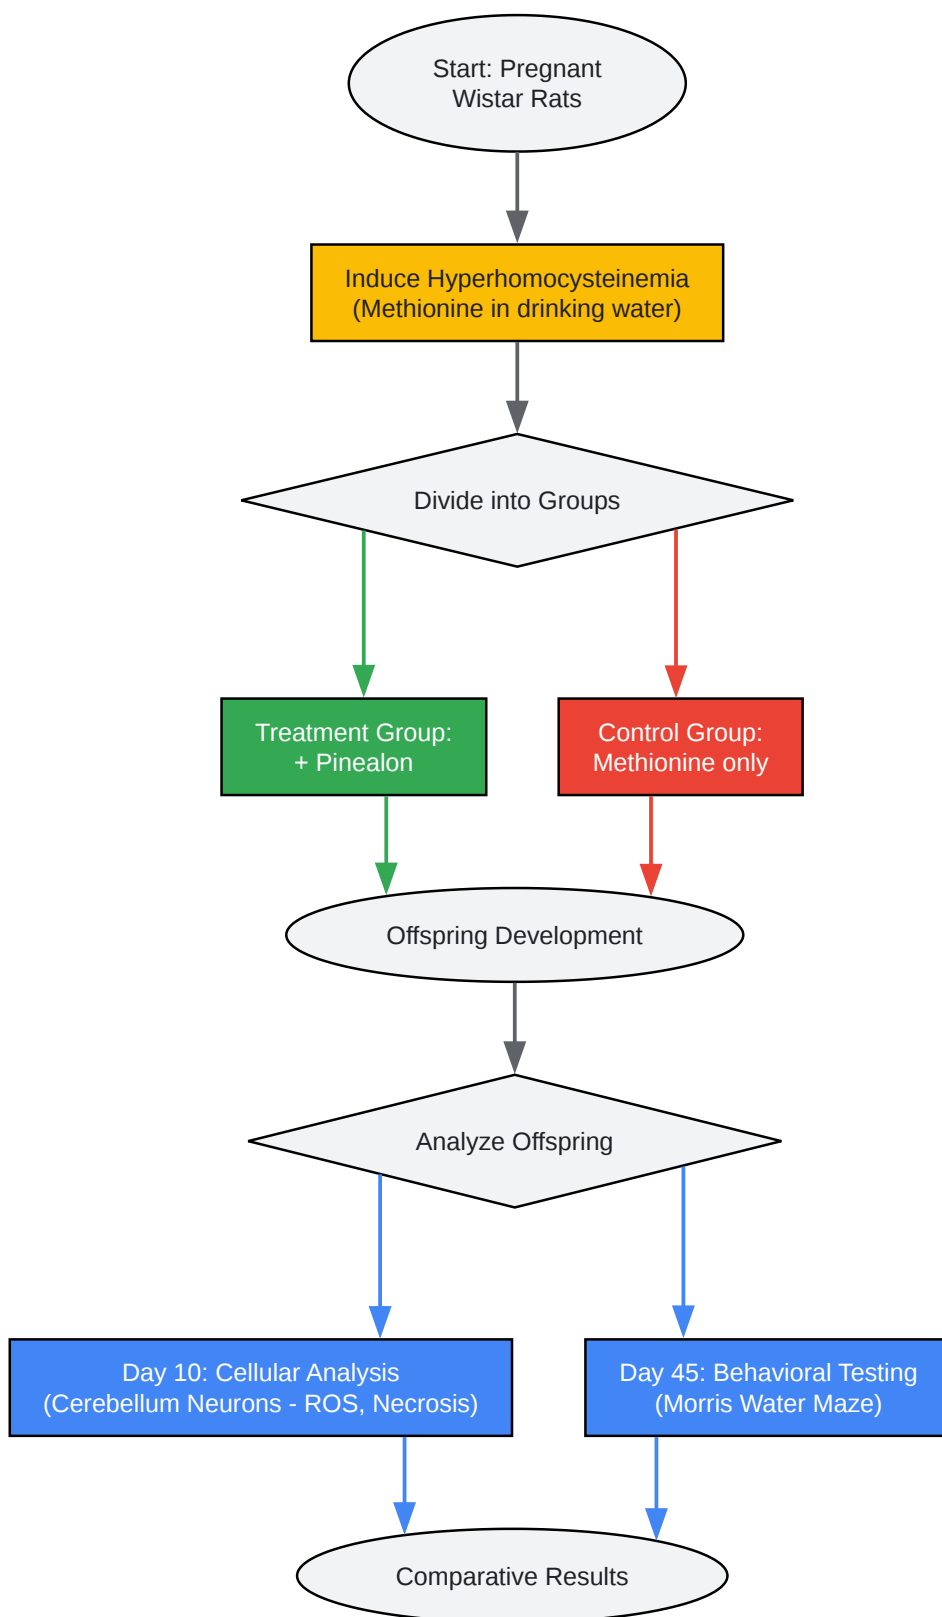 Start: Pregnant
Wistar Rats
Induce Hyperhomocysteinemia
(Methionine in drinking water)
Divide into Groups
Treatment Group:
+ Pinealon
Control Group:
Methionine only
Offspring Development
Analyze Offspring
Day 10: Cellular Analysis
(Cerebellum Neurons - ROS, Necrosis)
Day 45: Behavioral Testing
(Morris Water Maze)
Comparative Results